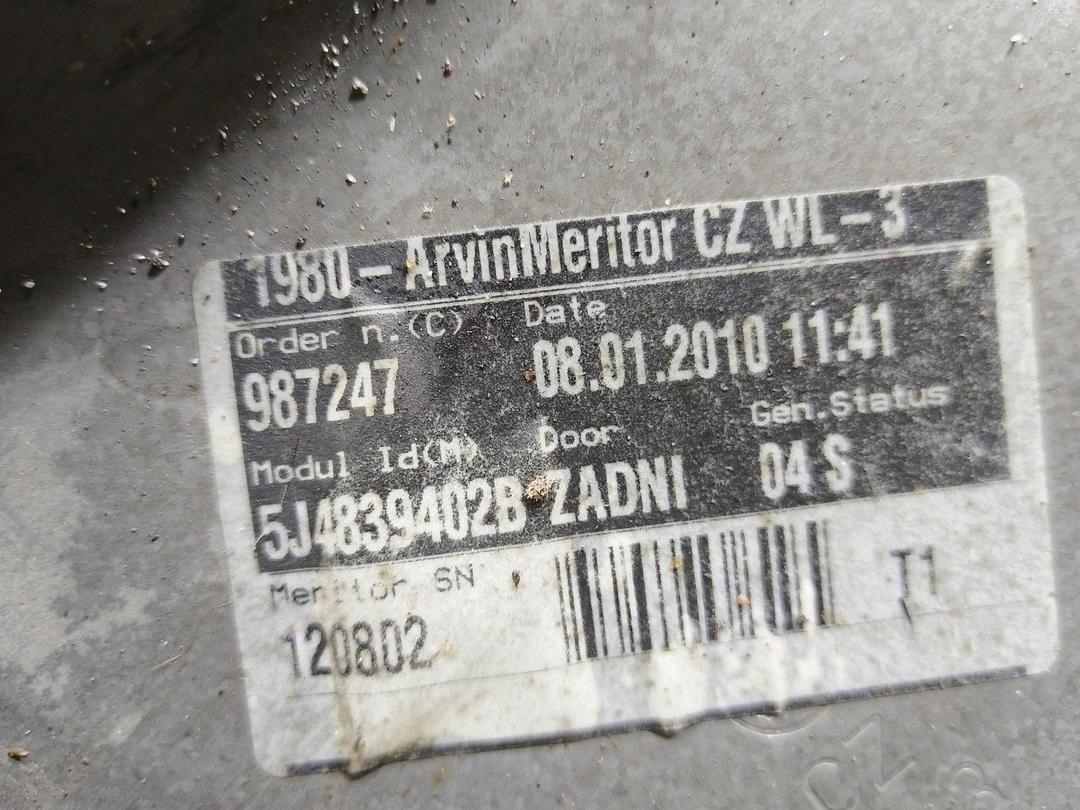 1980 - ArvinMeritor CZ WL - 3
Order n.(C) Date
987247 08.01.2010 11:41
Modul Id(M) Door Gen.Status
5J4839402B ZADNI 04 S
Meritor SN
120802 T1